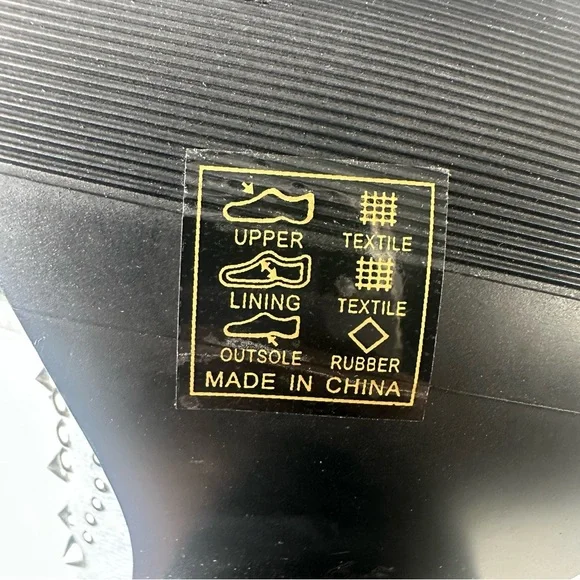 UPPER TEXTILE
LINING TEXTILE
OUTSOLE RUBBER
MADE IN CHINA